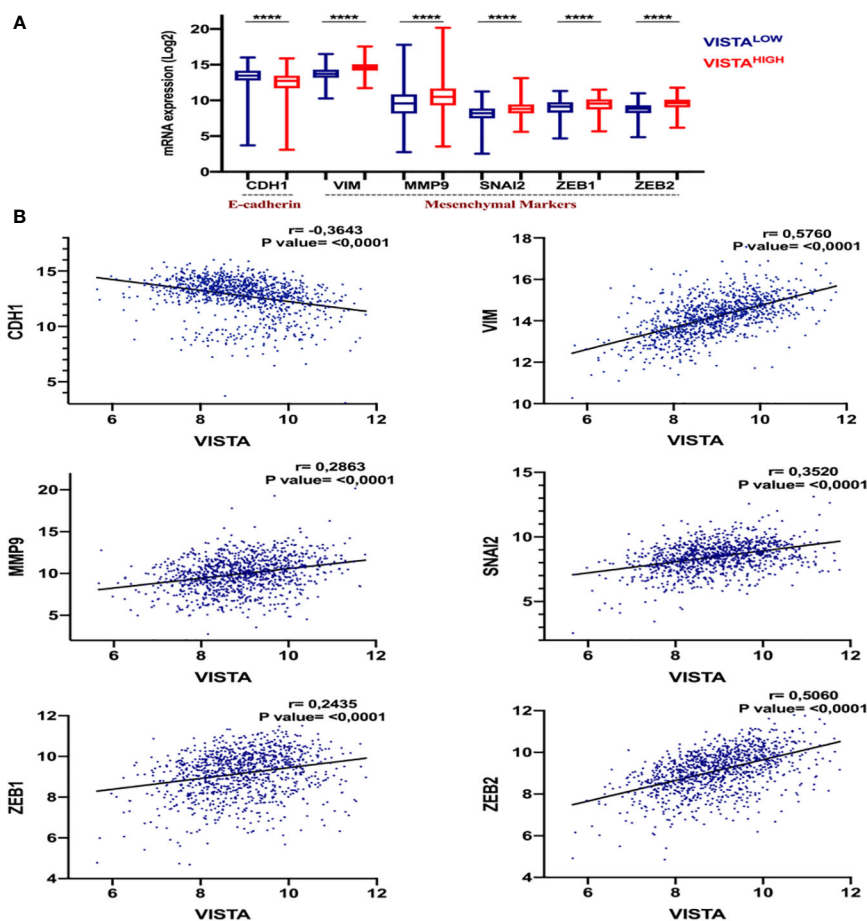 A
mRNA expression (Log2)
20
15
10
5
0
**** **** **** **** **** ****
VISTALOW
VISTAHIGH
CDH1 VIM MMP9 SNAI2 ZEB1 ZEB2
E-cadherin Mesenchymal Markers
B
r= -0,3643
P value= <0,0001
CDH1
15
10
5
6 8 10 12
VISTA
r= 0,5760
P value= <0,0001
VIM
18
16
14
12
10
6 8 10 12
VISTA
r= 0,2863
P value= <0,0001
MMP9
20
15
10
5
6 8 10 12
VISTA
r= 0,3520
P value= <0,0001
SNAI2
15
10
5
6 8 10 12
VISTA
r= 0,2435
P value= <0,0001
ZEB1
12
10
8
6
4
6 8 10 12
VISTA
r= 0,5060
P value= <0,0001
ZEB2
12
10
8
6
4
6 8 10 12
VISTA